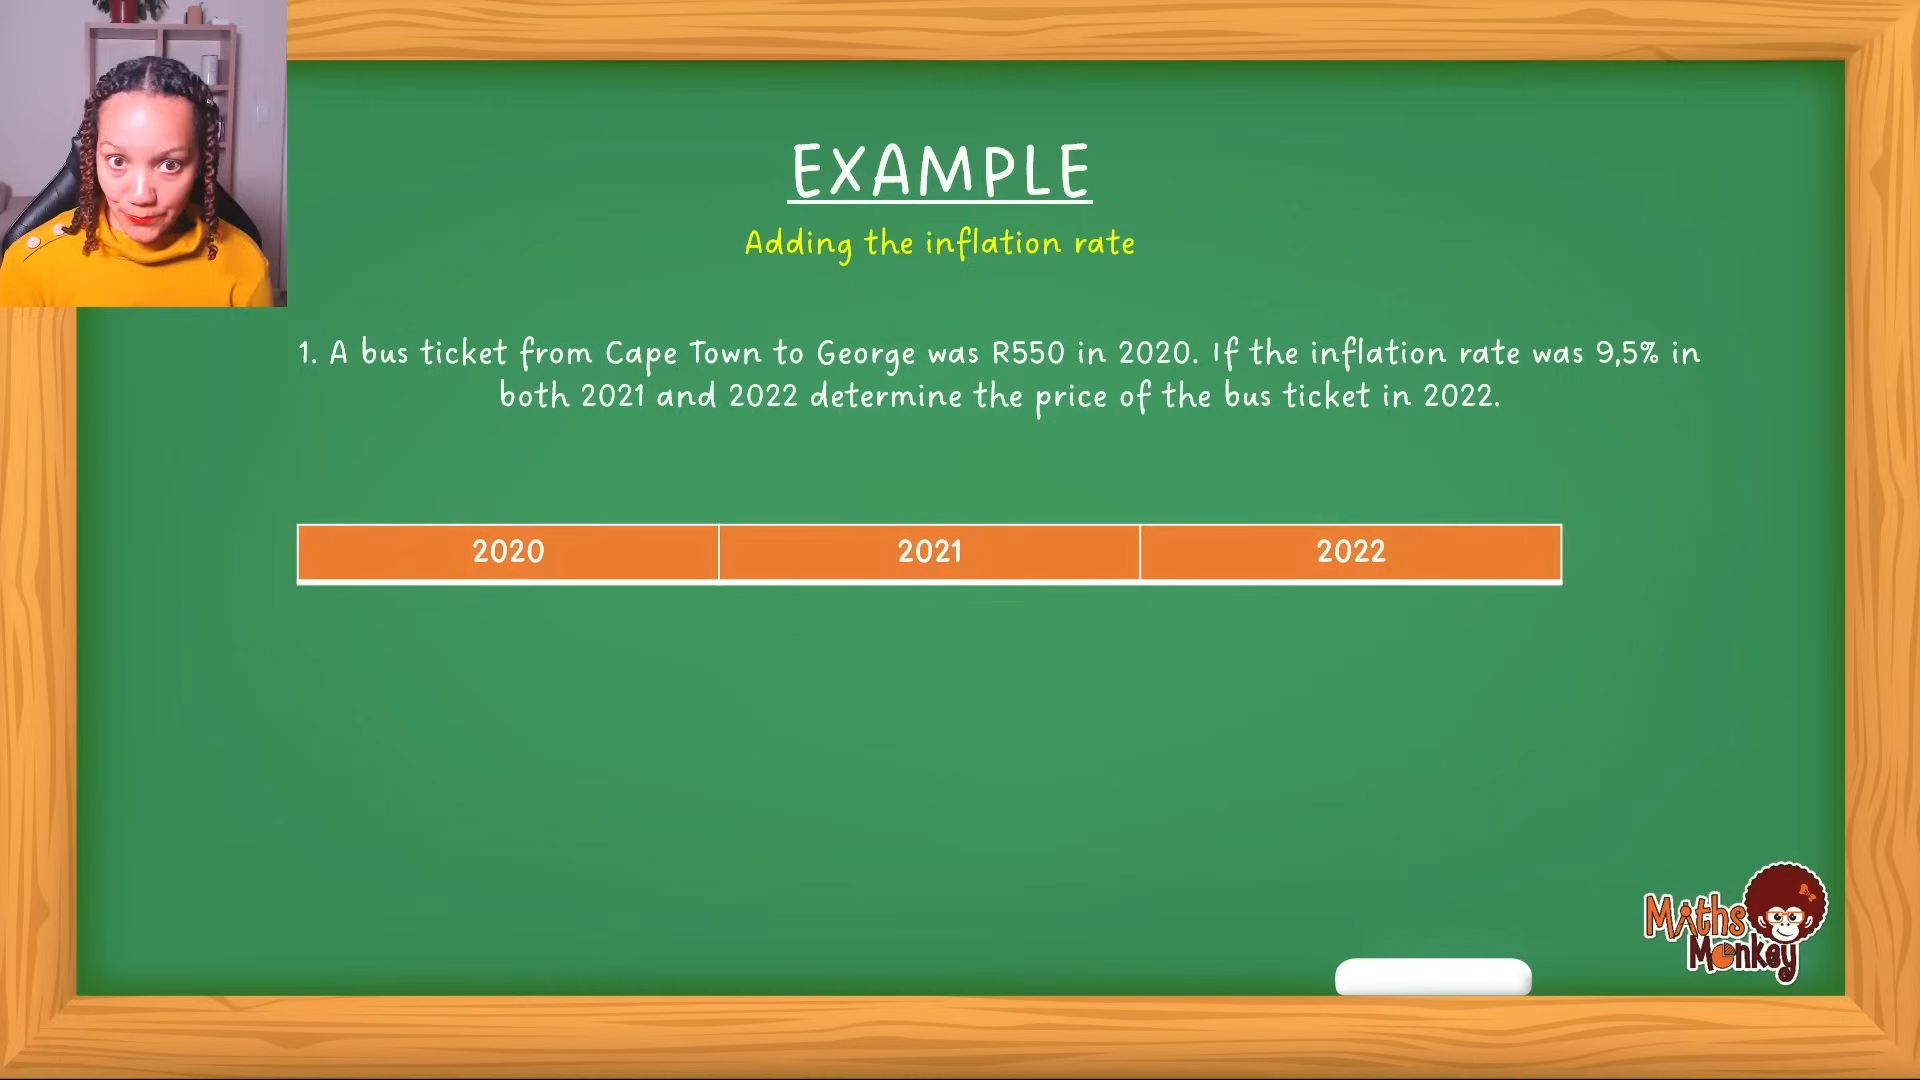 EXAMPLE
Adding the inflation rate
1. A bus ticket from Cape Town to George was R550 in 2020. If the inflation rate was 9,5% in
both 2021 and 2022 determine the price of the bus ticket in 2022.
2020 2021 2022
Maths
Monkey